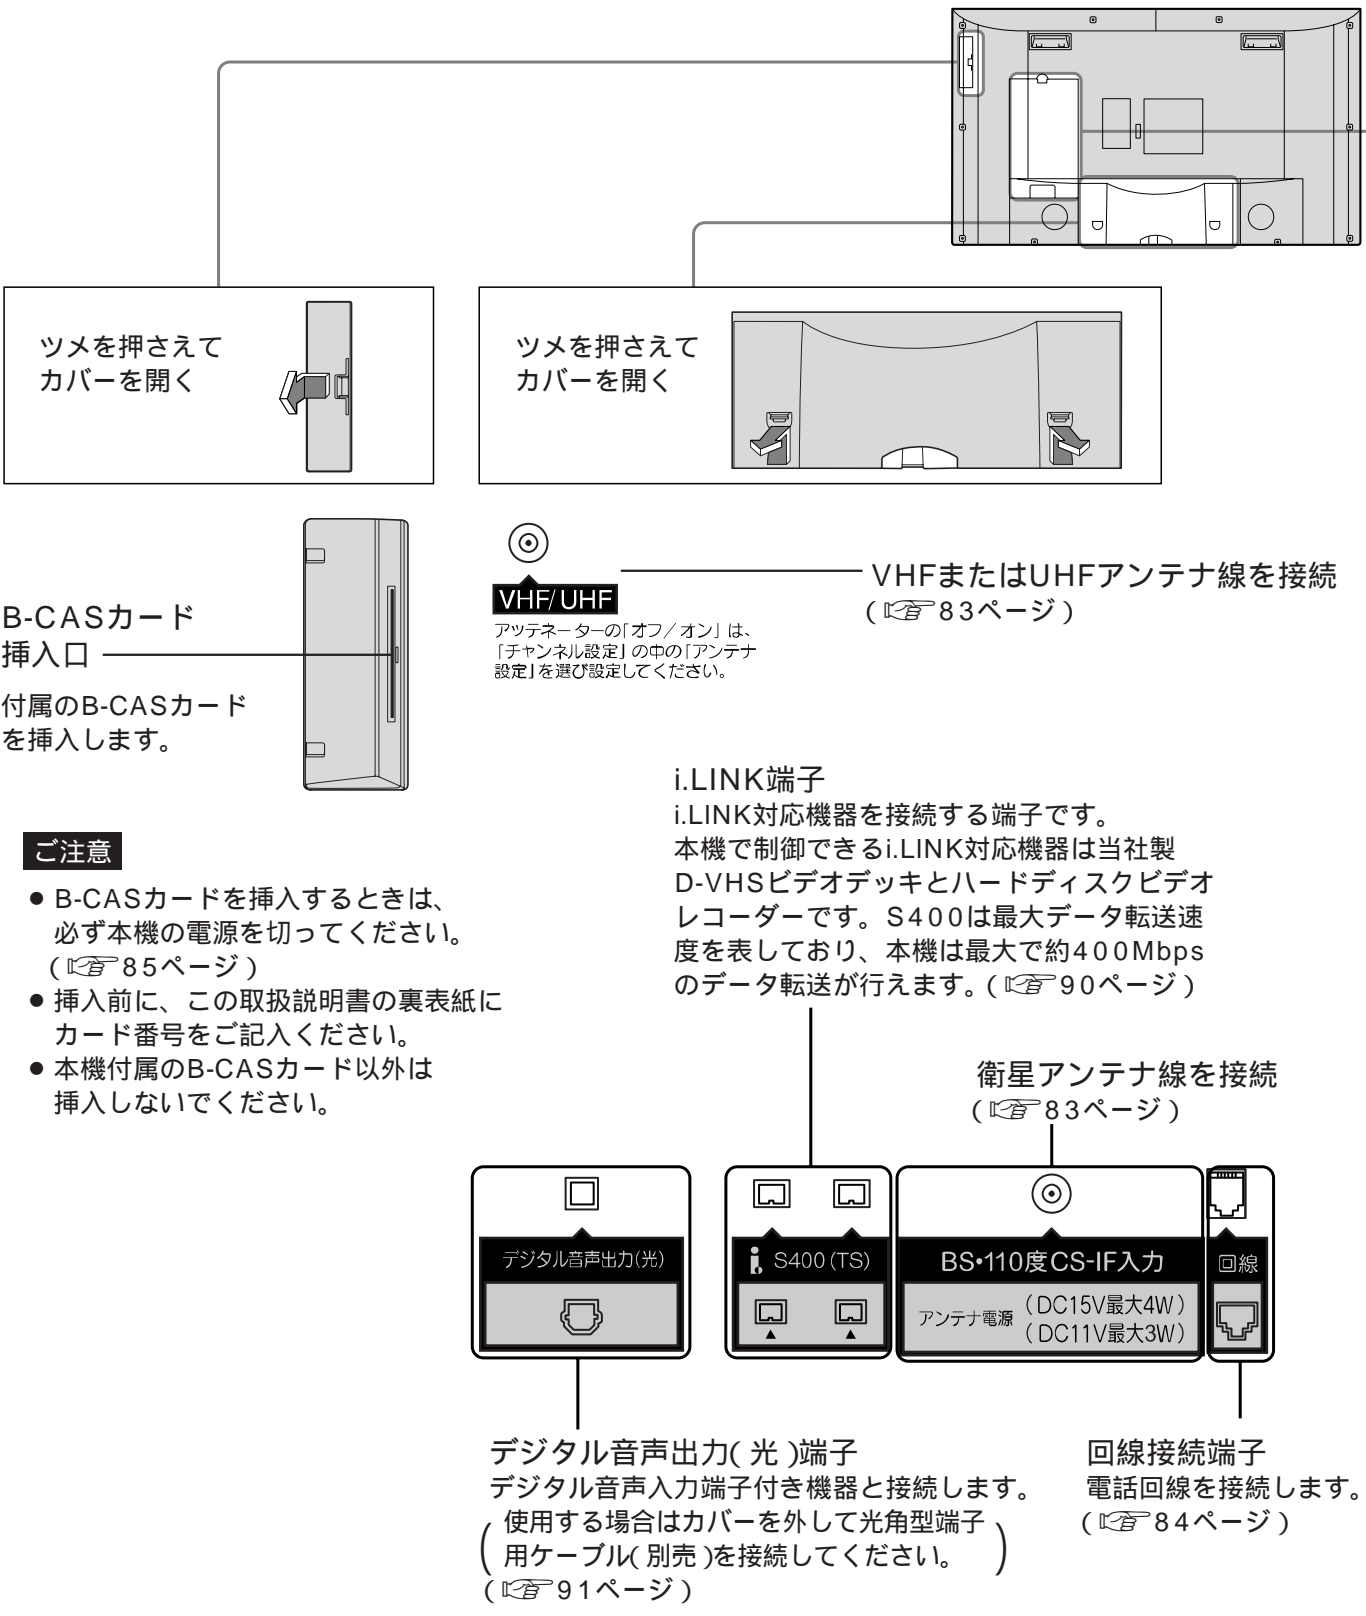 ツメを押さえて
カバーを開く
ツメを押さえて
カバーを開く
B-CASカード
挿入口
付属のB-CASカード
を挿入します。
VHF/UHF
アッテネーターの「オフ/オン」は、
「チャンネル設定」の中の「アンテナ
設定」を選び設定してください。
VHFまたはUHFアンテナ線を接続
(☞83ページ)
ご注意
● B-CASカードを挿入するときは、
必ず本機の電源を切ってください。
(☞85ページ)
● 挿入前に、この取扱説明書の裏表紙に
カード番号をご記入ください。
● 本機付属のB-CASカード以外は
挿入しないでください。
i.LINK端子
i.LINK対応機器を接続する端子です。
本機で制御できるi.LINK対応機器は当社製
D-VHSビデオデッキとハードディスクビデオ
レコーダーです。S400は最大データ転送速
度を表しており、本機は最大で約400Mbps
のデータ転送が行えます。(☞90ページ)
衛星アンテナ線を接続
(☞83ページ)
デジタル音声出力(光)
i S400(TS)
BS・110度CS-IF入力
アンテナ電源 (DC15V最大4W)
(DC11V最大3W)
回線
デジタル音声出力(光)端子
デジタル音声入力端子付き機器と接続します。
(使用する場合はカバーを外して光角型端子
用ケーブル(別売)を接続してください。)
(☞91ページ)
回線接続端子
電話回線を接続します。
(☞84ページ)